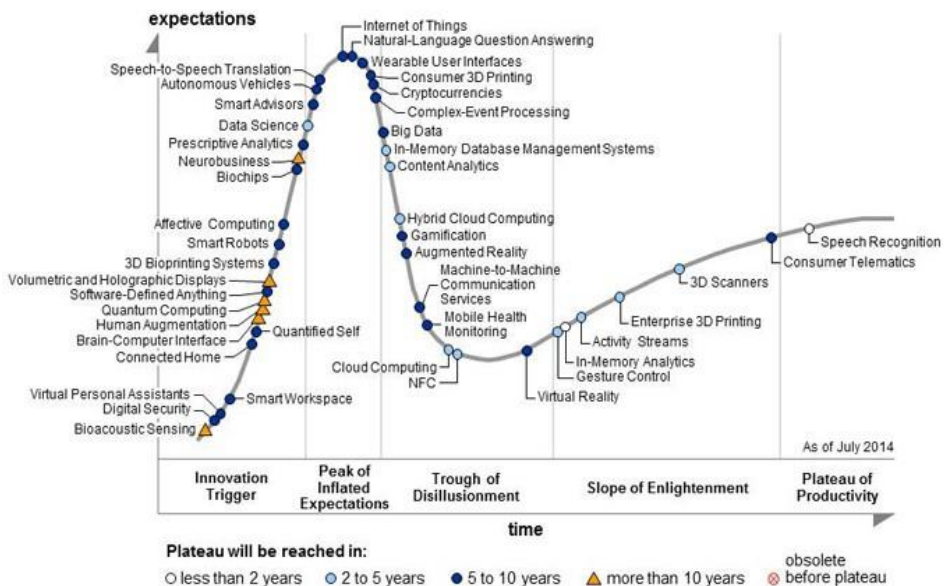 expectations
Internet of Things
Natural-Language Question Answering
Wearable User Interfaces
Speech-to-Speech Translation
Consumer 3D Printing
Autonomous Vehicles
Cryptocurrencies
Smart Advisors
Complex-Event Processing
Data Science
Big Data
Prescriptive Analytics
In-Memory Database Management Systems
Neurobusiness
Content Analytics
Biochips
Hybrid Cloud Computing
Affective Computing
Gamification
Speech Recognition
Smart Robots
Augmented Reality
Consumer Telematics
3D Bioprinting Systems
Machine-to-Machine
Communication
Services
Volumetric and Holographic Displays
3D Scanners
Software-Defined Anything
Quantum Computing
Mobile Health
Monitoring
Enterprise 3D Printing
Human Augmentation
Quantified Self
Brain-Computer Interface
Activity Streams
Connected Home
Cloud Computing
In-Memory Analytics
NFC
Gesture Control
Virtual Personal Assistants
Smart Workspace
Virtual Reality
Digital Security
Bioacoustic Sensing
As of July 2014
Innovation
Trigger
Peak of
Inflated
Expectations
Trough of
Disillusionment
Slope of Enlightenment
Plateau of
Productivity
time
Plateau will be reached in:
less than 2 years
2 to 5 years
5 to 10 years
more than 10 years
obsolete
before plateau